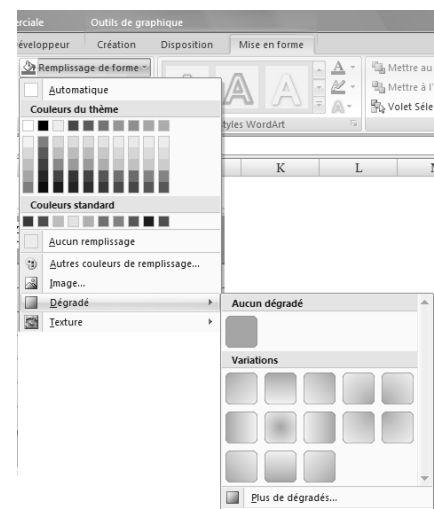 rciale Outils de graphique
éveloppeur Création Disposition Mise en forme
Remplissage de forme
A A A A
Mettre au
Mettre à l'
Volet Séle
tyles WordArt
Automatique
Couleurs du thème
K L
Couleurs standard
Aucun remplissage
Autres couleurs de remplissage...
Image...
Dégradé
Texture
Aucun dégradé
Variations
Plus de dégradés...